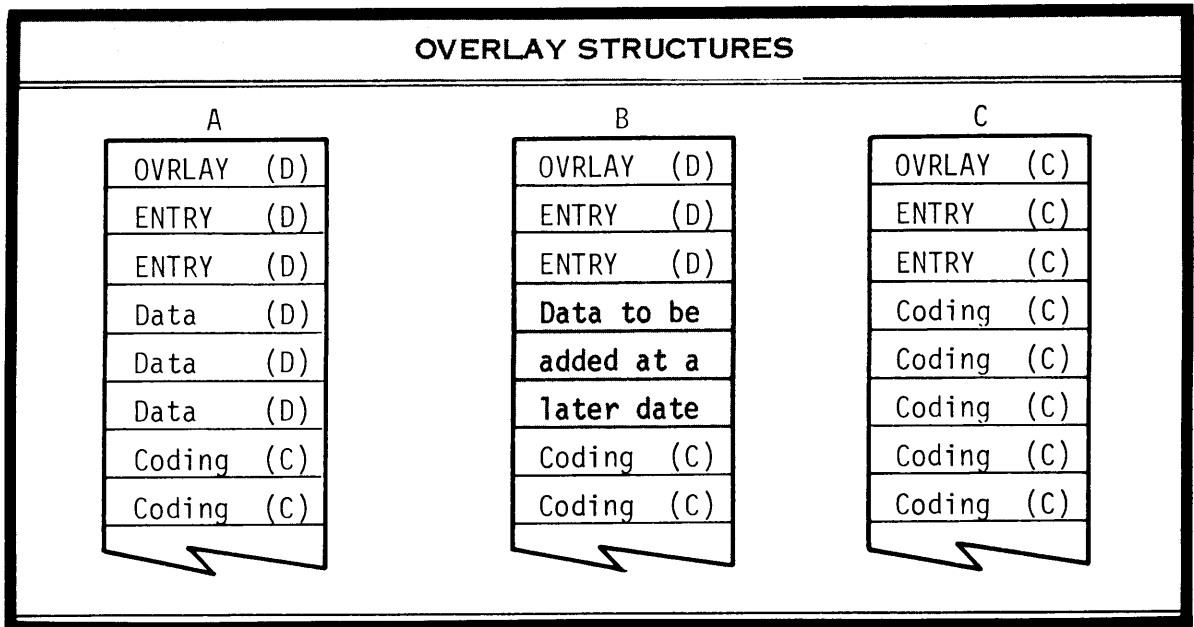 OVERLAY STRUCTURES
A
OVRLAY (D)
ENTRY (D)
ENTRY (D)
Data (D)
Data (D)
Data (D)
Coding (C)
Coding (C)
B
OVRLAY (D)
ENTRY (D)
ENTRY (D)
Data to be
added at a
later date
Coding (C)
Coding (C)
C
OVRLAY (C)
ENTRY (C)
ENTRY (C)
Coding (C)
Coding (C)
Coding (C)
Coding (C)
Coding (C)